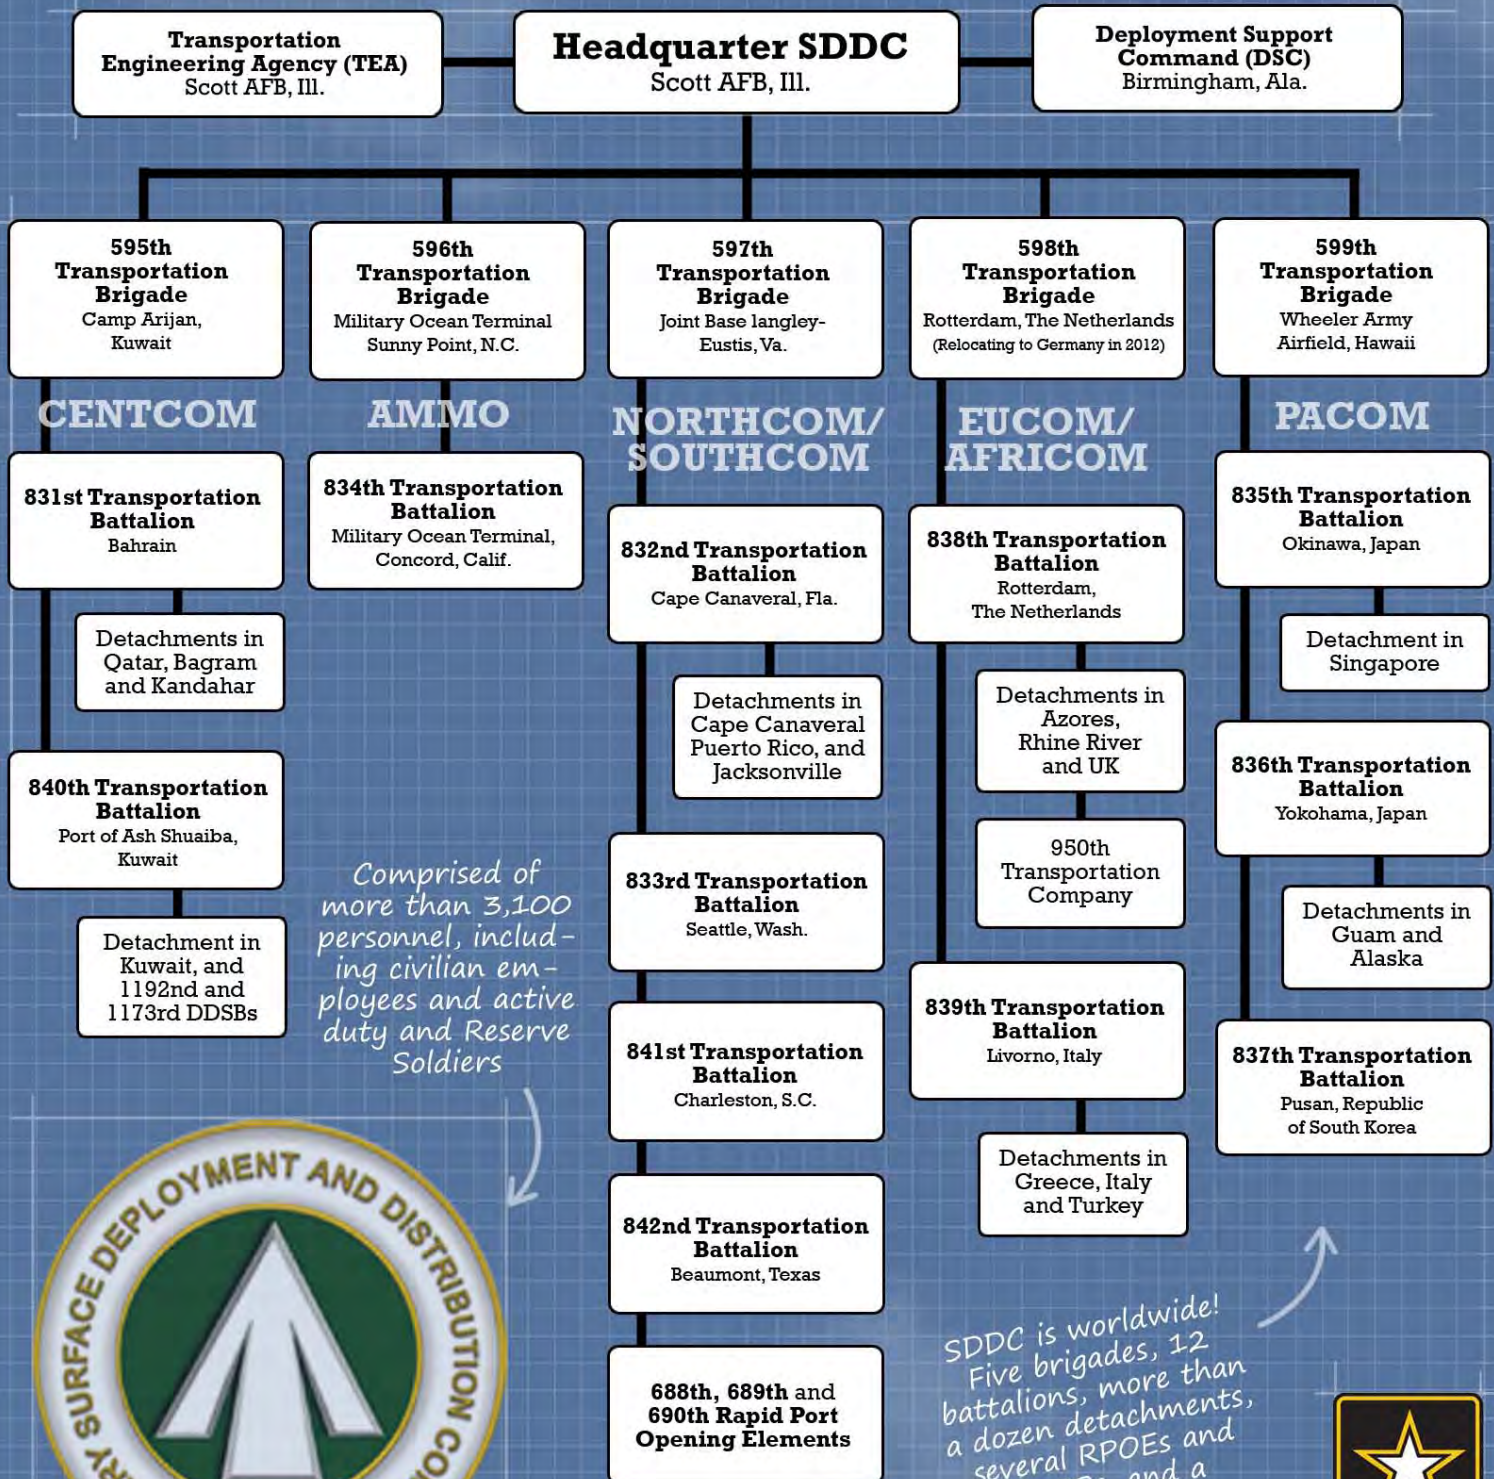 Transportation
Engineering Agency (TEA)
Scott AFB, Ill.
Headquarter SDDC
Scott AFB, Ill.
Deployment Support
Command (DSC)
Birmingham, Ala.
595th
Transportation
Brigade
Camp Arijan,
Kuwait
CENTCOM
831st Transportation
Battalion
Bahrain
Detachments in
Qatar, Bagram
and Kandahar
840th Transportation
Battalion
Port of Ash Shuaiba,
Kuwait
Detachment in
Kuwait, and
1192nd and
1173rd DDSBs
596th
Transportation
Brigade
Military Ocean Terminal
Sunny Point, N.C.
AMMO
834th Transportation
Battalion
Military Ocean Terminal,
Concord, Calif.
Comprised of
more than 3,100
personnel, includ-
ing civilian em-
ployees and active
duty and Reserve
Soldiers
597th
Transportation
Brigade
Joint Base langley-
Eustis, Va.
NORTHCOM/
SOUTHCOM
832nd Transportation
Battalion
Cape Canaveral, Fla.
Detachments in
Cape Canaveral
Puerto Rico, and
Jacksonville
833rd Transportation
Battalion
Seattle, Wash.
841st Transportation
Battalion
Charleston, S.C.
842nd Transportation
Battalion
Beaumont, Texas
688th, 689th and
690th Rapid Port
Opening Elements
598th
Transportation
Brigade
Rotterdam, The Netherlands
(Relocating to Germany in 2012)
EUCOM/
AFRICOM
838th Transportation
Battalion
Rotterdam,
The Netherlands
Detachments in
Azores,
Rhine River
and UK
950th
Transportation
Company
839th Transportation
Battalion
Livorno, Italy
Detachments in
Greece, Italy
and Turkey
599th
Transportation
Brigade
Wheeler Army
Airfield, Hawaii
PACOM
835th Transportation
Battalion
Okinawa, Japan
Detachment in
Singapore
836th Transportation
Battalion
Yokohama, Japan
Detachments in
Guam and
Alaska
837th Transportation
Battalion
Pusan, Republic
of South Korea
SURFACE DEPLOYMENT AND DISTRIBUTION
SDDC is worldwide!
Five brigades, 12
battalions, more than
a dozen detachments,
several RPOEs and
and a